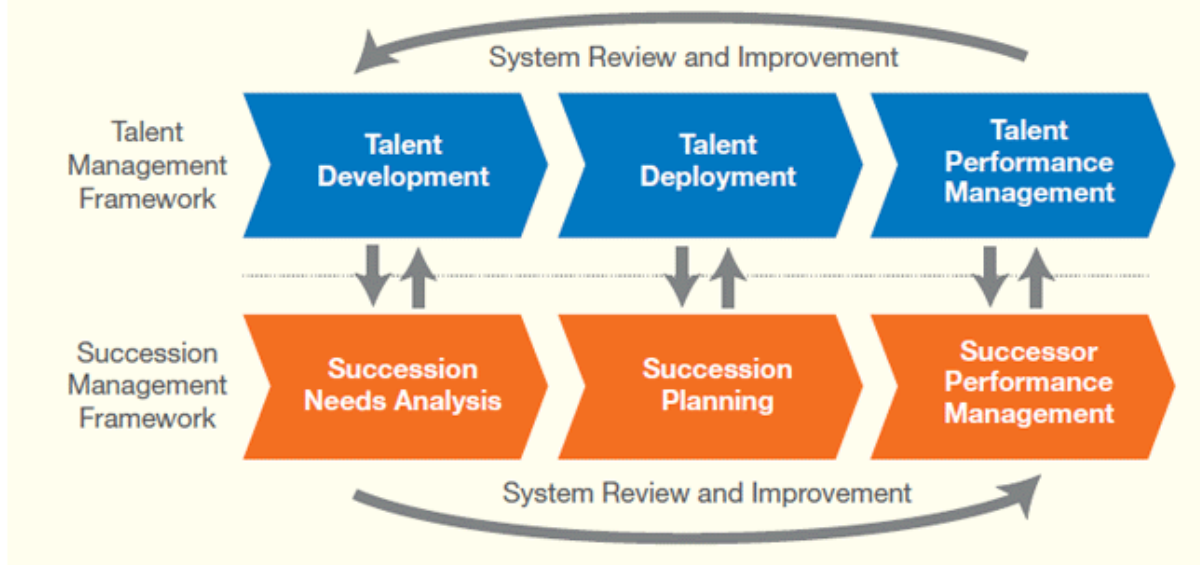 System Review and Improvement
Talent
Management
Framework
Talent
Development
Talent
Deployment
Talent
Performance
Management
Succession
Management
Framework
Succession
Needs Analysis
Succession
Planning
Successor
Performance
Management
System Review and Improvement